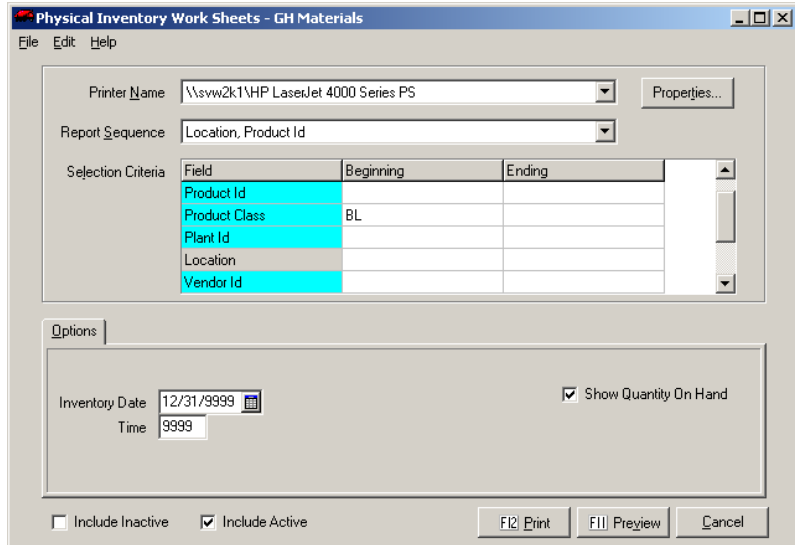 Physical Inventory Work Sheets - GH Materials
File Edit Help
Printer Name \\svw2k1\HP LaserJet 4000 Series PS Properties...
Report Sequence Location, Product Id
Selection Criteria Field Beginning Ending
Product Id
Product Class BL
Plant Id
Location
Vendor Id
Options
Inventory Date 12/31/9999 Show Quantity On Hand
Time 9999
Include Inactive Include Active F12 Print F11 Preview Cancel